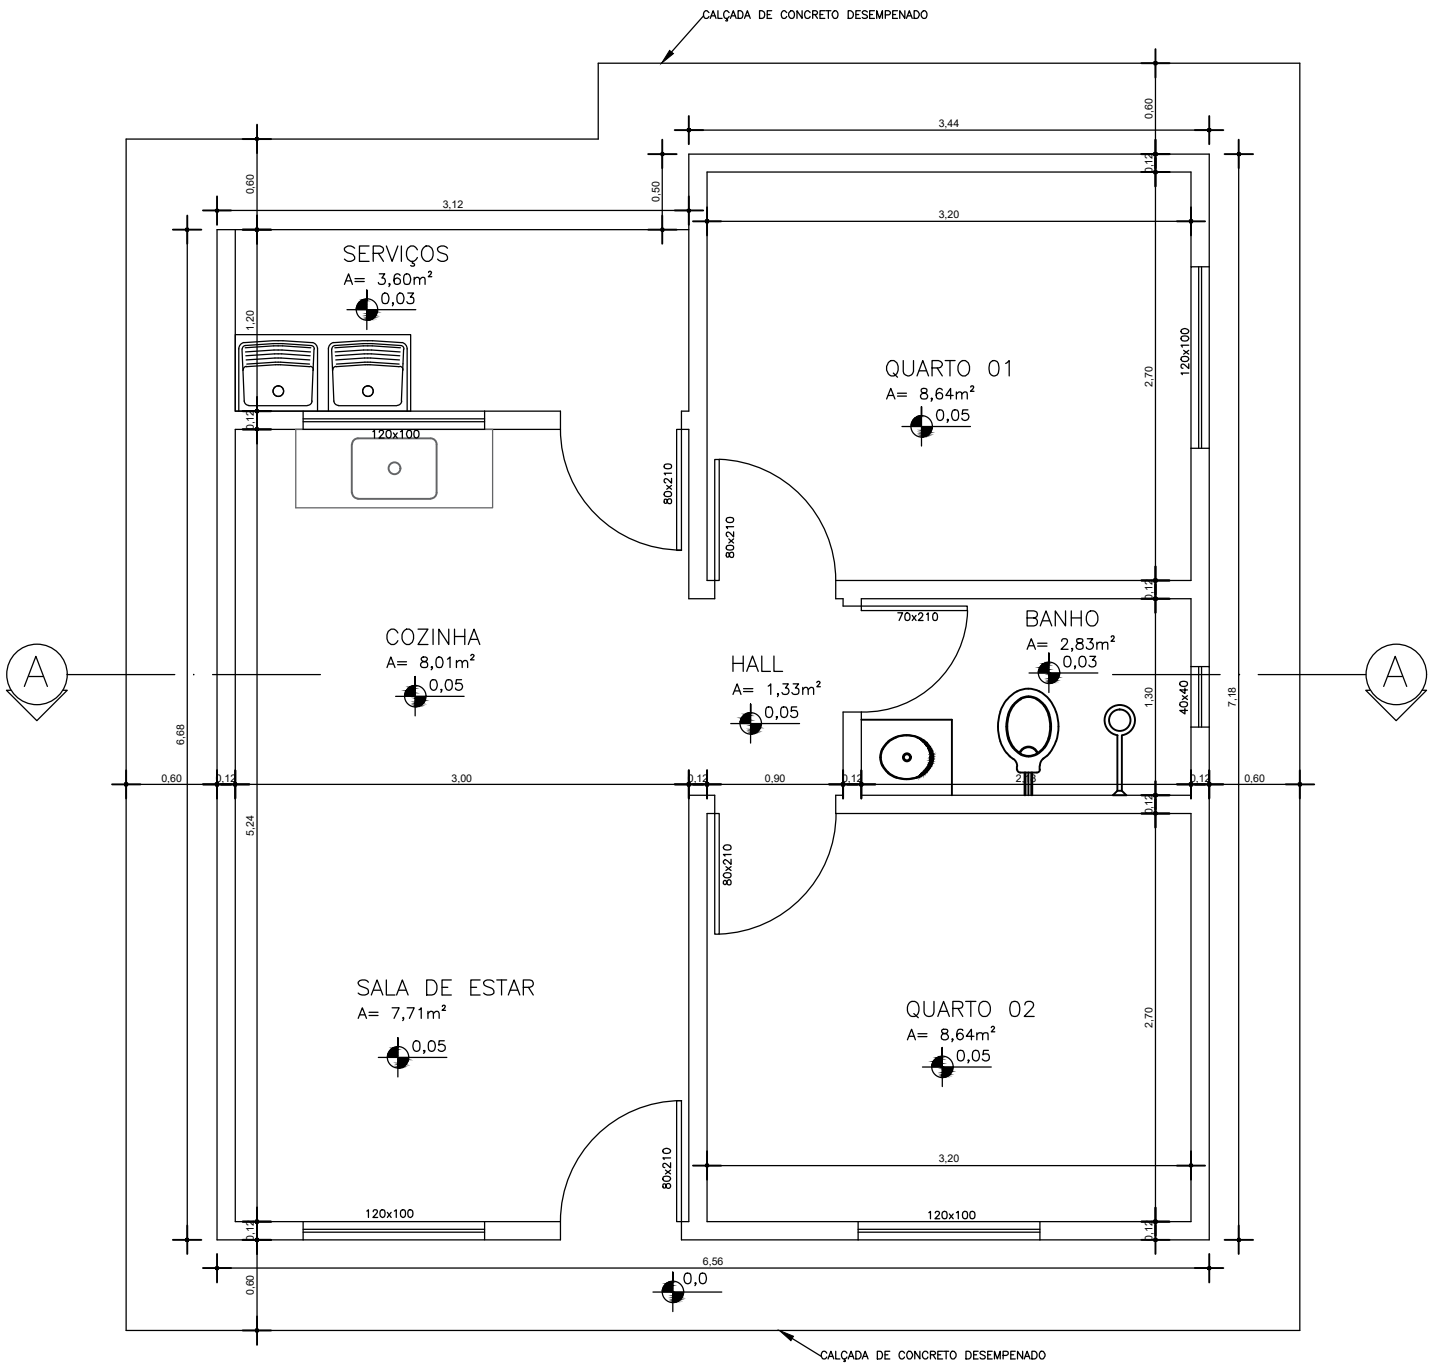 CALÇADA DE CONCRETO DESEMPENADO
0,60
3,44
0,12
0,60
0,50
3,12
3,20
SERVIÇOS
A= 3,60m²
0,03
1,20
120x100
QUARTO 01
A= 8,64m²
0,05
2,70
0,12
120x100
80x210
80x210
0,12
70x210
BANHO
A= 2,83m²
0,03
COZINHA
A= 8,01m²
0,05
HALL
A= 1,33m²
0,05
A
A
40x40
1,30
7,18
6,68
0,60
0,12
3,00
0,12
0,90
0,12
0,12
0,60
0,12
5,24
80x210
SALA DE ESTAR
A= 7,71m²
0,05
QUARTO 02
A= 8,64m²
0,05
2,70
80x210
3,20
120x100
120x100
0,12
0,12
6,56
0,60
0,0
CALÇADA DE CONCRETO DESEMPENADO